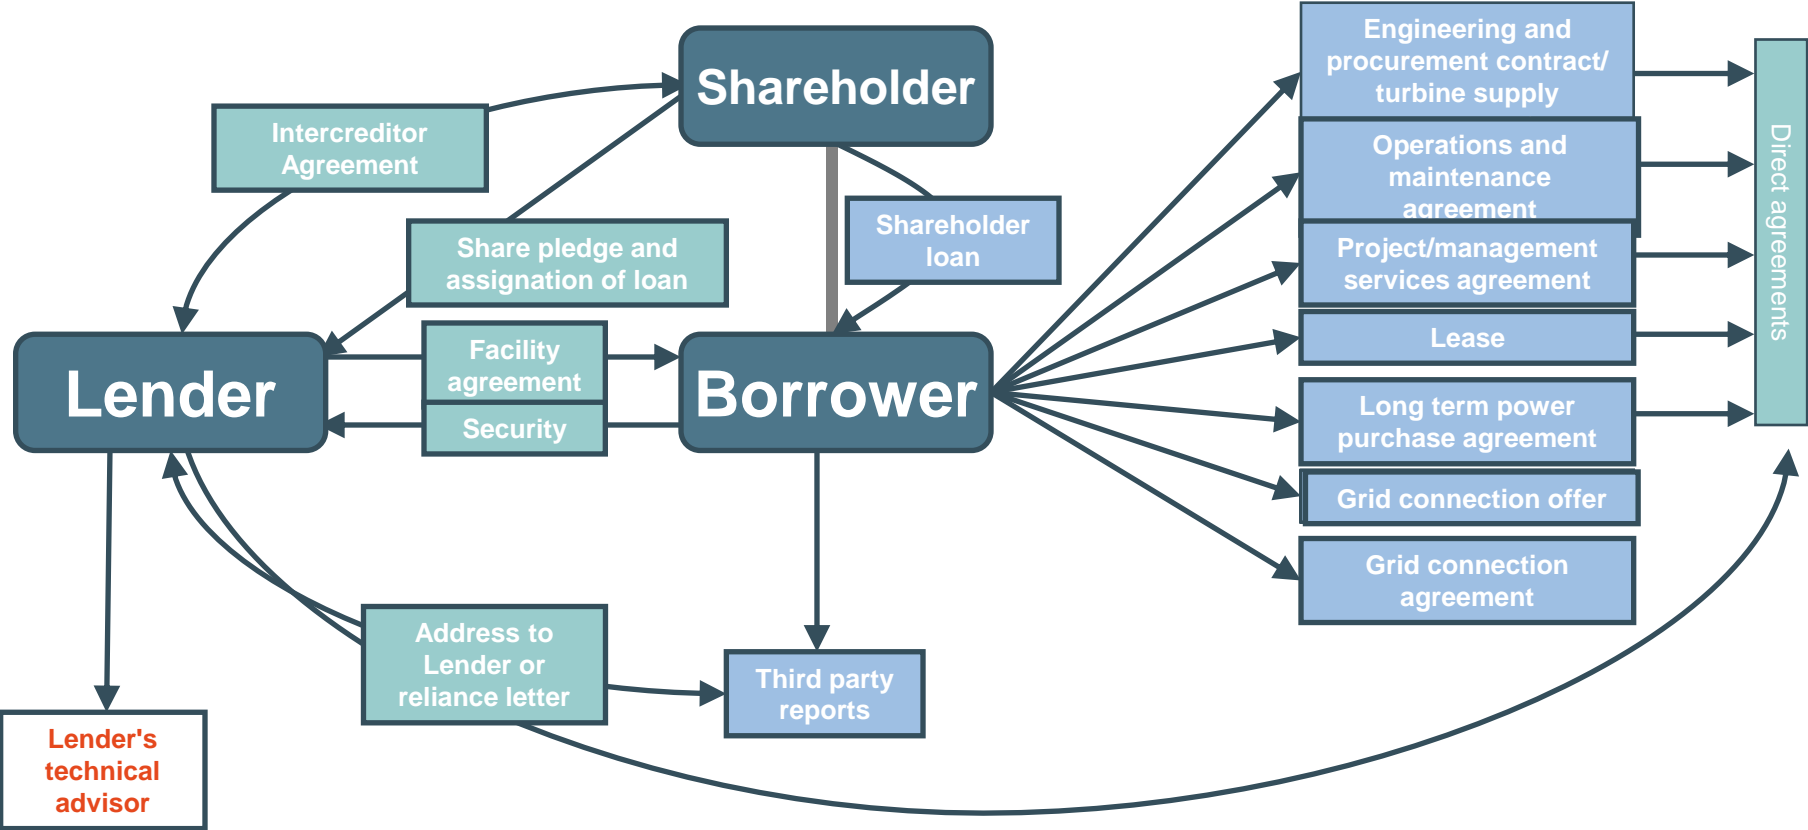 Shareholder
Intercreditor
Agreement
Share pledge and
assignation of loan
Shareholder
loan
Lender
Facility
agreement
Security
Borrower
Engineering and
procurement contract/
turbine supply
Operations and
maintenance
agreement
Project/management
services agreement
Lease
Long term power
purchase agreement
Grid connection offer
Grid connection
agreement
Direct agreements
Address to
Lender or
reliance letter
Third party
reports
Lender's
technical
advisor